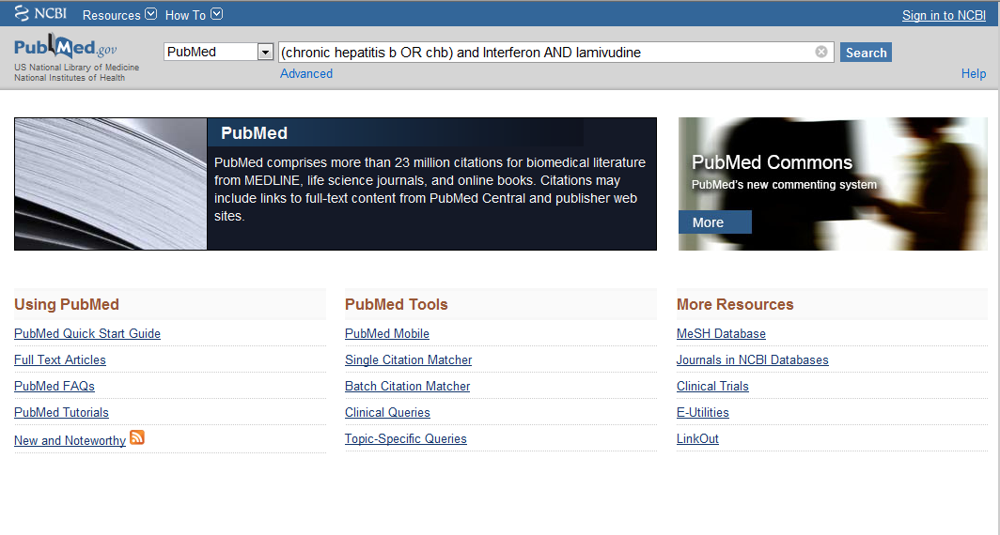 NCBI Resources How To Sign in to NCBI
PubMed.gov
US National Library of Medicine
National Institutes of Health
PubMed (chronic hepatitis b OR chb) and Interferon AND lamivudine Search
Advanced Help
PubMed
PubMed comprises more than 23 million citations for biomedical literature
from MEDLINE, life science journals, and online books. Citations may
include links to full-text content from PubMed Central and publisher web
sites.
PubMed Commons
PubMed's new commenting system
More
Using PubMed
PubMed Quick Start Guide
Full Text Articles
PubMed FAQs
PubMed Tutorials
New and Noteworthy
PubMed Tools
PubMed Mobile
Single Citation Matcher
Batch Citation Matcher
Clinical Queries
Topic-Specific Queries
More Resources
MeSH Database
Journals in NCBI Databases
Clinical Trials
E-Utilities
LinkOut